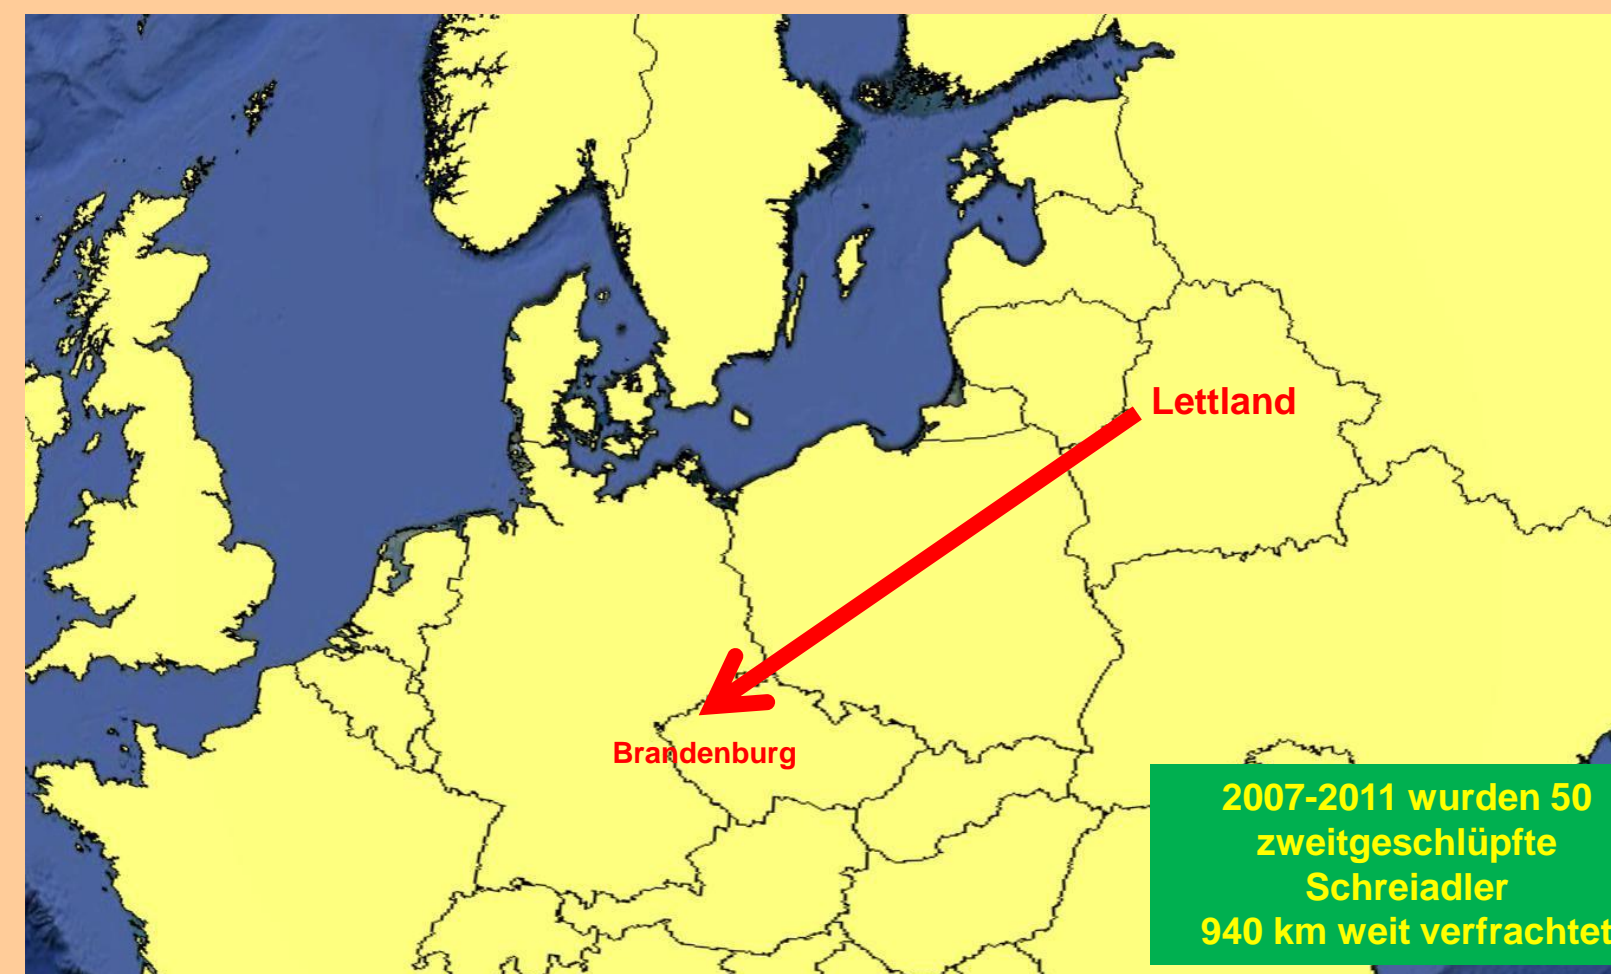 Lettland
Brandenburg
2007-2011 wurden 50
zweitgeschlüpfte
Schreiadler
940 km weit verfrachtet